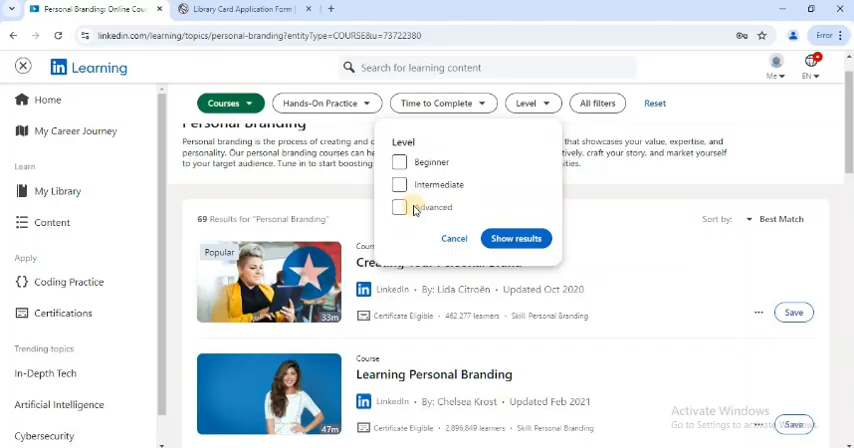 Personal Branding: Online Cou
Library Card Application Form |
linkedin.com/learning/topics/personal-branding?entityType=COURSE&u=73722380
Error
in Learning
Search for learning content
Me
EN
Home
My Career Journey
Learn
My Library
Content
Apply
Coding Practice
Certifications
Trending topics
In-Depth Tech
Artificial Intelligence
Cybersecurity
Courses
Hands-On Practice
Time to Complete
Level
All filters
Reset
Personal Branding
Personal branding is the process of creating and that showcases your value, expertise, and
personality. Our personal branding courses can tively, craft your story, and market yourself
to your target audience. Tune in to start boosting ties.
Level
Beginner
Intermediate
Advanced
Cancel
Show results
69 Results for "Personal Branding"
Sort by: Best Match
Popular
33m
Creating Your Personal Brand
in LinkedIn • By: Lida Citroën • Updated Oct 2020
Certificate Eligible • 462,277 learners • Skill: Personal Branding
Save
47m
Course
Learning Personal Branding
in LinkedIn • By: Chelsea Krost • Updated Feb 2021
Certificate Eligible • 2,896,849 learners • Skill: Personal Branding
Save
Activate Windows
Go to Settings to activate Windows.